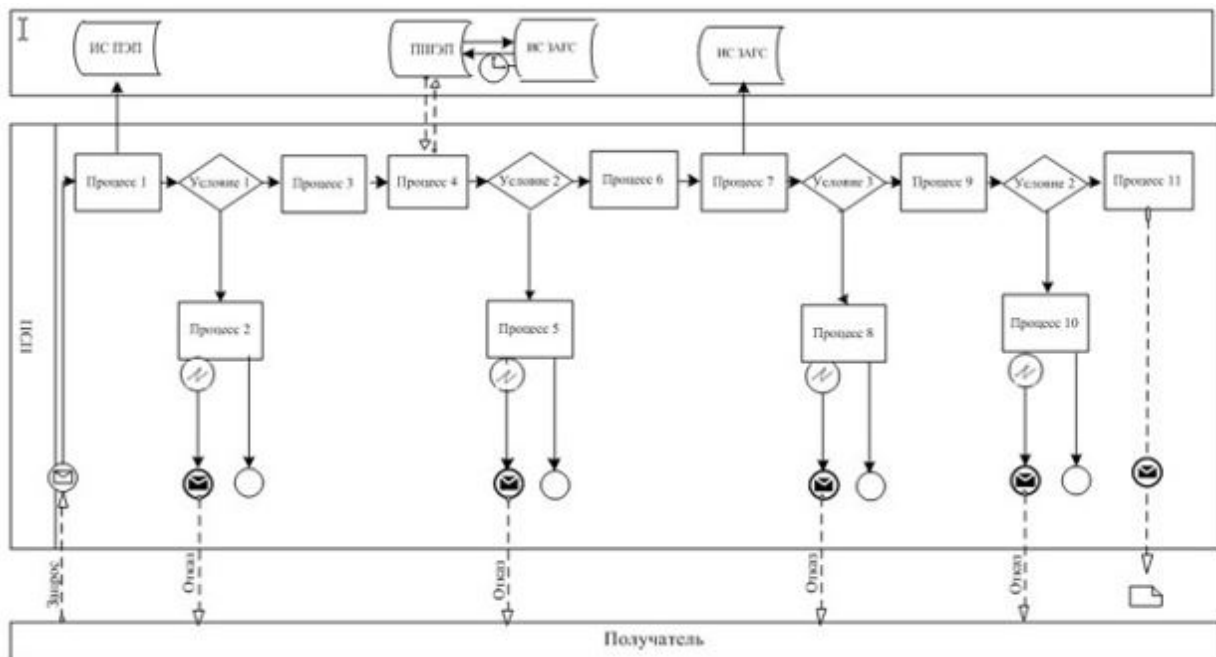 ИС ПЭП
ППГЭП
ИС ЗАГС
ИС ЗАГС
Процесс 1
Условие 1
Процесс 3
Процесс 4
Условие 2
Процесс 6
Процесс 7
Условие 3
Процесс 9
Условие 2
Процесс 11
Процесс 2
Процесс 5
Процесс 8
Процесс 10
Запрос
Отказ
Отказ
Отказ
Отказ
Получатель